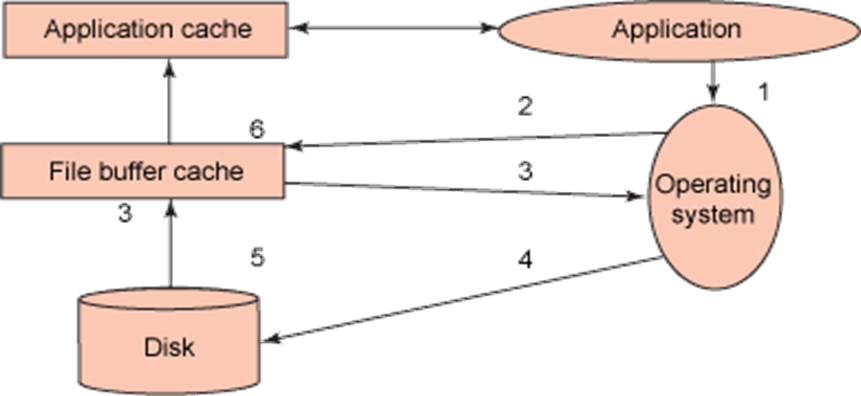 Application cache
Application
1
2
6
File buffer cache
3
Operating
system
3
5
4
Disk